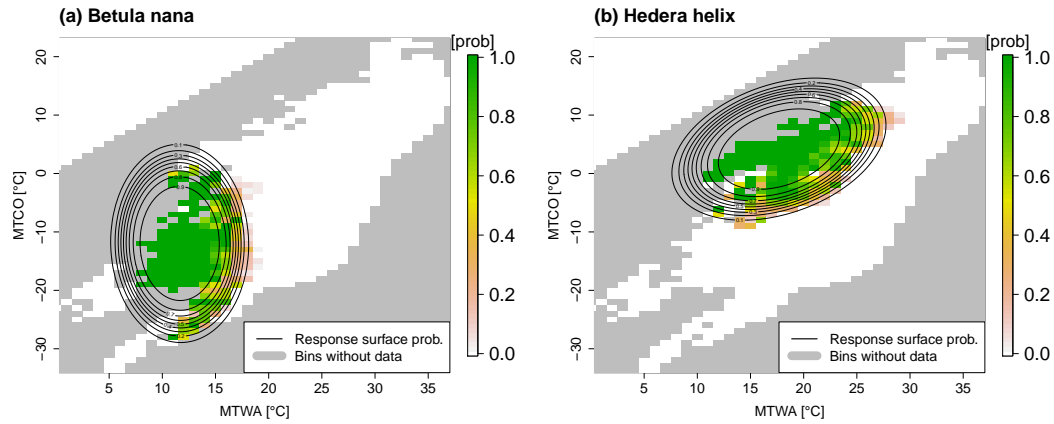 (a) Betula nana
[prob]
20
10
0
−10
−20
−30
MTCO [°C]
5 10 15 20 25 30 35
MTWA [°C]
1.0
0.8
0.6
0.4
0.2
0.0
Response surface prob.
Bins without data
(b) Hedera helix
[prob]
20
10
0
−10
−20
−30
MTCO [°C]
5 10 15 20 25 30 35
MTWA [°C]
1.0
0.8
0.6
0.4
0.2
0.0
Response surface prob.
Bins without data